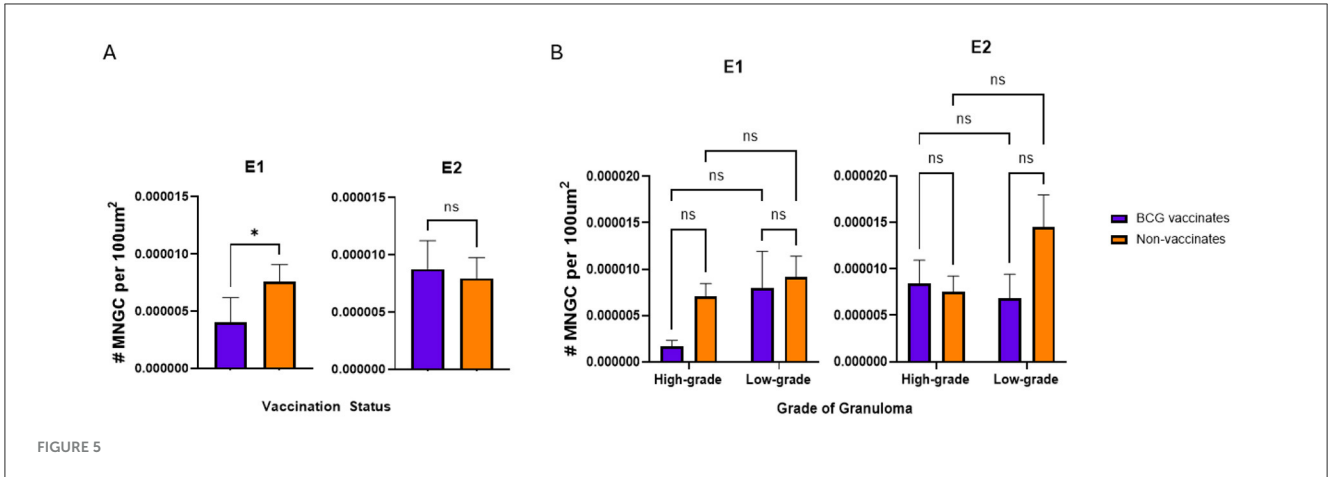 A
E1
E2
# MNGC per 100um²
0.000015
0.000010
0.000005
0.000000
*
0.000015
0.000010
0.000005
0.000000
ns
Vaccination Status
B
E1
E2
# MNGC per 100um²
0.000020
0.000015
0.000010
0.000005
0.000000
ns
ns
ns
ns
High-grade
Low-grade
0.000020
0.000015
0.000010
0.000005
0.000000
ns
ns
ns
ns
High-grade
Low-grade
Grade of Granuloma
BCG vaccinates
Non-vaccinates
FIGURE 5